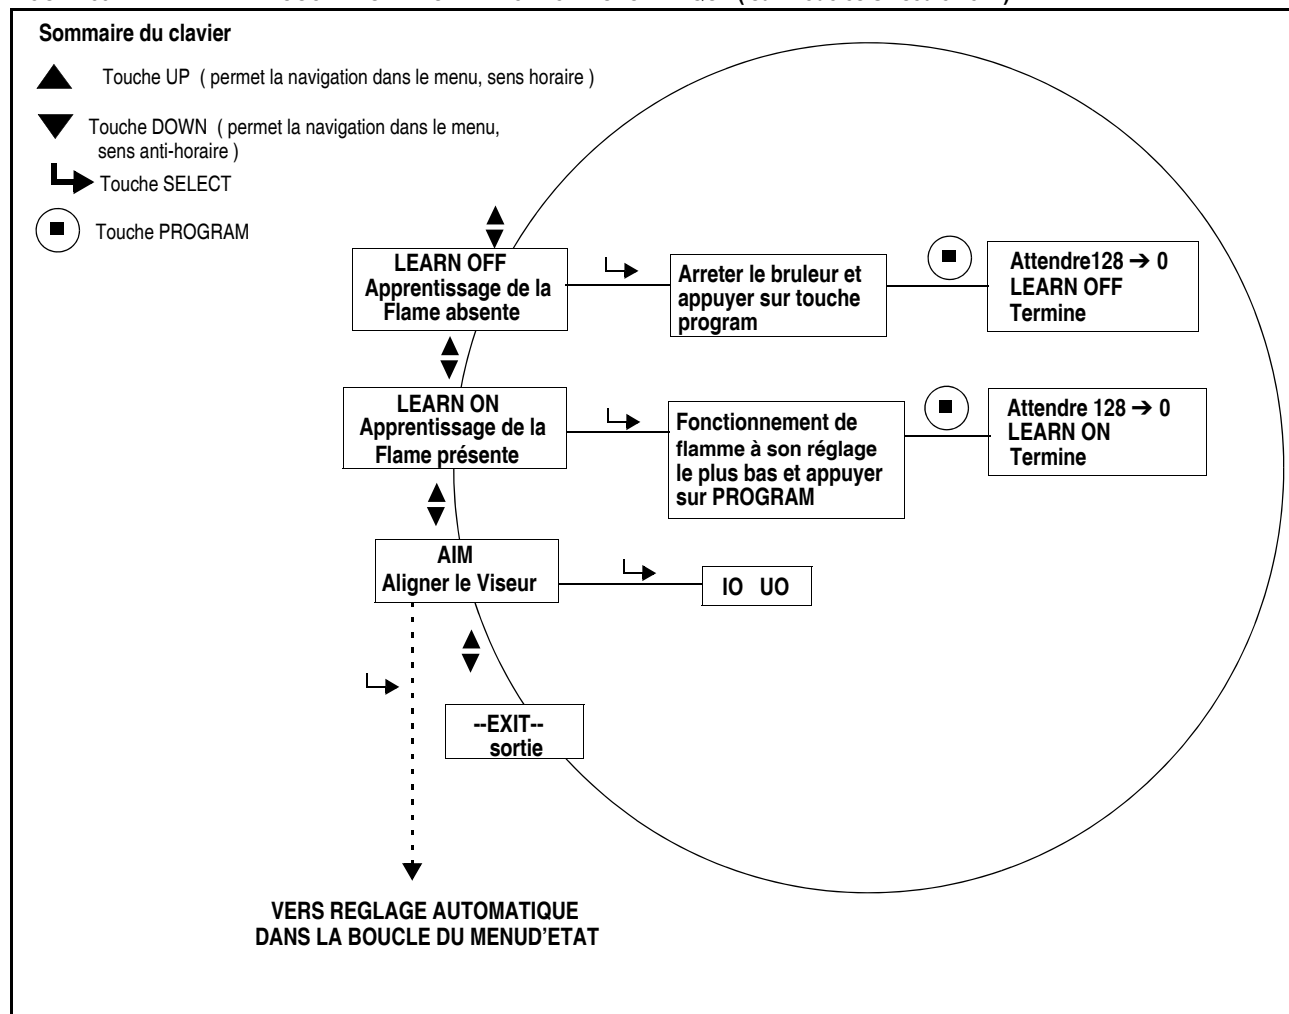 Sommaire du clavier
Touche UP ( permet la navigation dans le menu, sens horaire )
Touche DOWN ( permet la navigation dans le menu,
sens anti-horaire )
Touche SELECT
Touche PROGRAM
LEARN OFF
Apprentissage de la
Flame absente
Arreter le bruleur et
appuyer sur touche
program
Attendre128 ➔ 0
LEARN OFF
Termine
LEARN ON
Apprentissage de la
Flame présente
Fonctionnement de
flamme à son réglage
le plus bas et appuyer
sur PROGRAM
Attendre 128 ➔ 0
LEARN ON
Termine
AIM
Aligner le Viseur
IO UO
--EXIT--
sortie
VERS REGLAGE AUTOMATIQUE
DANS LA BOUCLE DU MENUD'ETAT